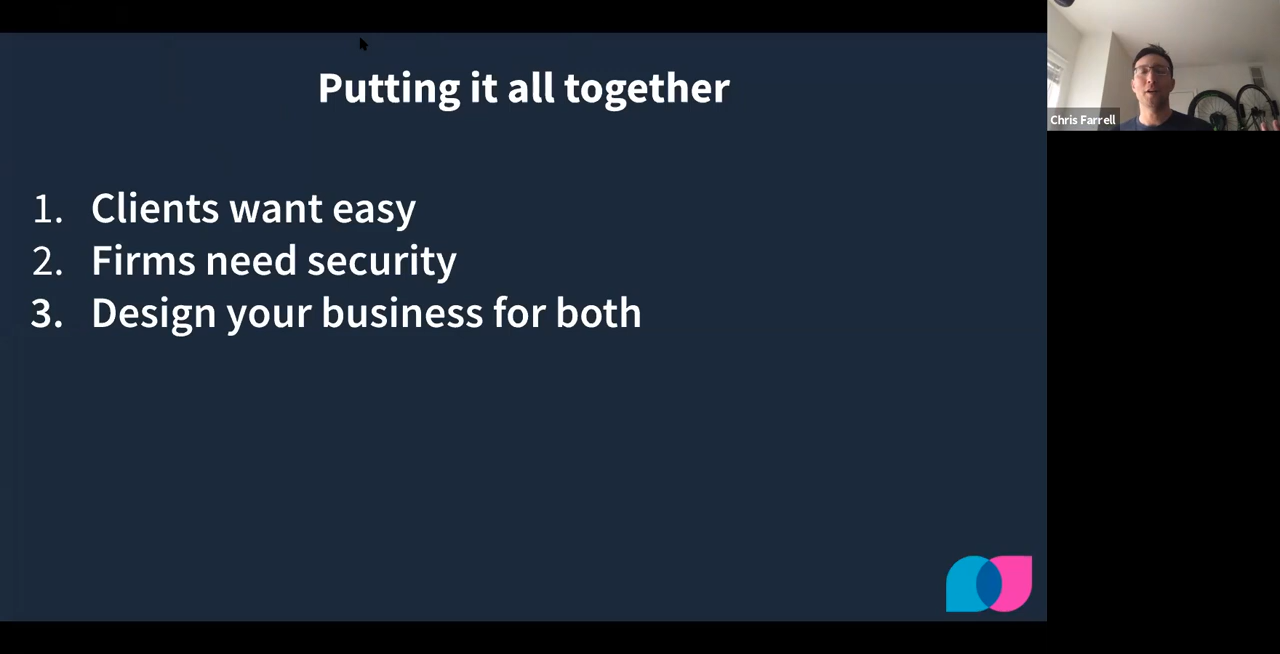 Putting it all together
1. Clients want easy
2. Firms need security
3. Design your business for both
Chris Farrell